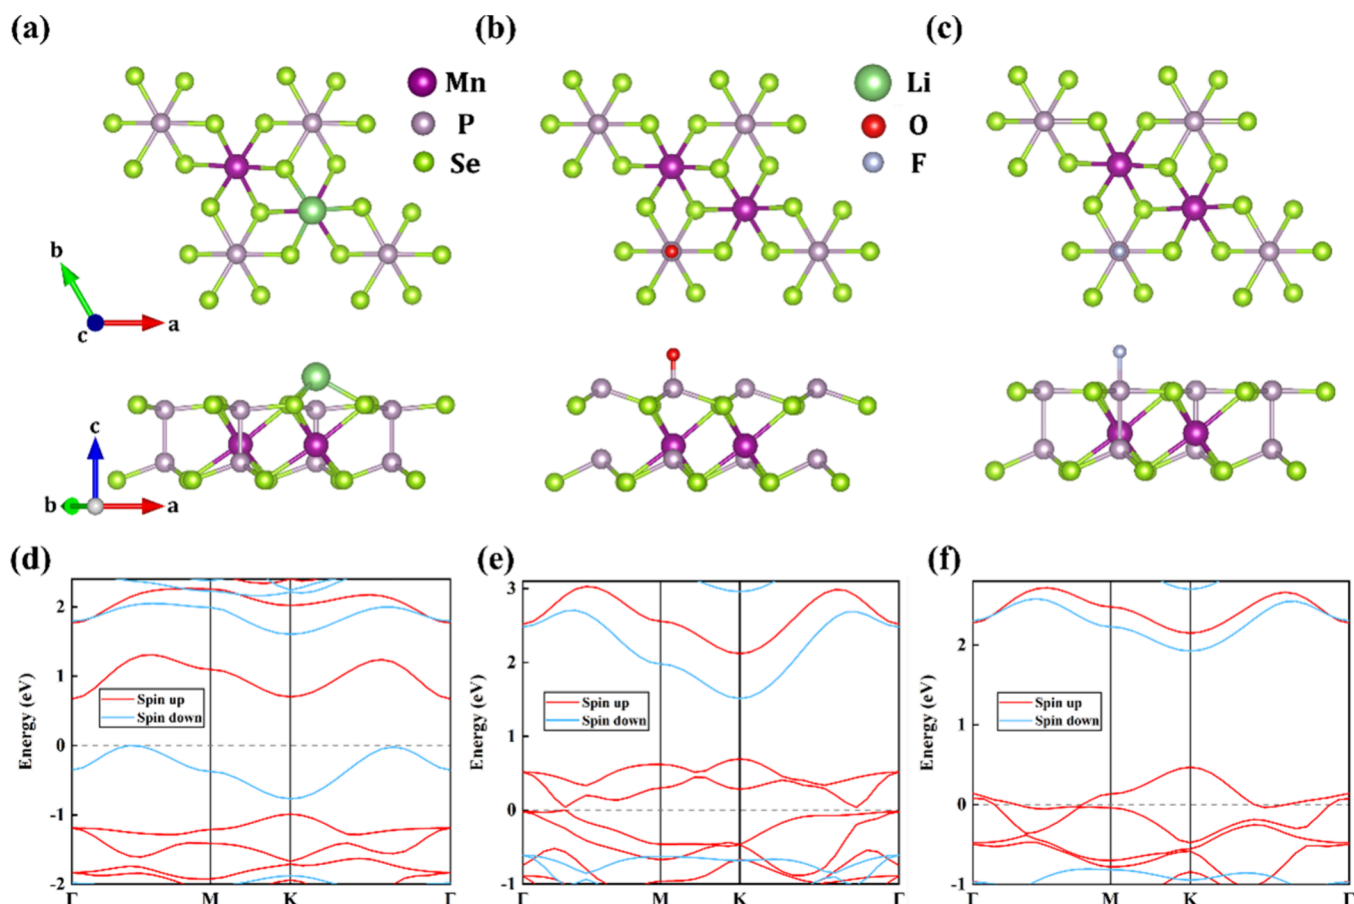 (a)
(b)
(c)
Mn
P
Se
Li
O
F
b
c
a
c
b
a
(d)
(e)
(f)
Energy (eV)
2
1
0
-1
-2
Spin up
Spin down
Γ
M
K
Γ
Energy (eV)
3
2
1
0
-1
Spin up
Spin down
Γ
M
K
Γ
Energy (eV)
2
1
0
-1
Spin up
Spin down
Γ
M
K
Γ